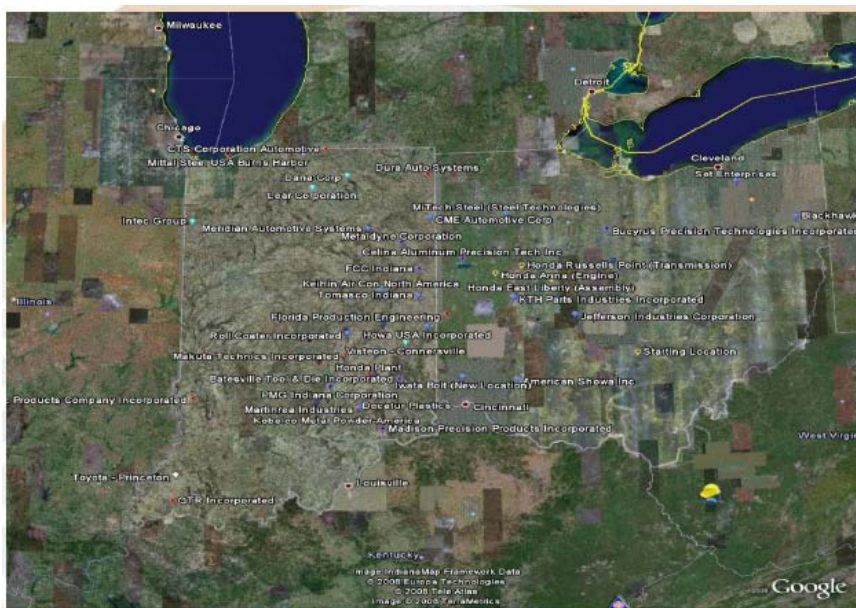 Milwaukee
Detroit
Chicago
CTS Corporation Automotive
Mittal Steel USA Burns Harbor
Cleveland
Dura Auto Systems
Set Enterprises
Dana Corp
Lear Corporation
MiTech Steel (Steel Technologies)
Blackhawk
Intec Group
CME Automotive Corp
Meridian Automotive Systems
Bucyrus Precision Technologies Incorporated
Metaldyne Corporation
Celina Aluminum Precision Tech Inc
FCC Indiana
Honda Russells Point (Transmission)
Honda Anna (Engine)
Keihin Air Con North America
Honda East Liberty (Assembly)
Tomasco Indiana
KTH Parts Industries Incorporated
Illinois
Florida Production Engineering
Jefferson Industries Corporation
Roll Coater Incorporated
Howa USA Incorporated
Makuta Technics Incorporated
Visteon - Connersville
Starting Location
Honda Plant
Batesville Tool & Die Incorporated
Iwata Bolt (New Location)
American Showa Inc
PMG Indiana Corporation
Products Company Incorporated
Martinrea Industries
Decatur Plastics
Cincinnati
Kobelco Metal Powder America
Madison Precision Products Incorporated
West Virginia
Toyota - Princeton
Louisville
QTR Incorporated
Kentucky
Image IndianaMap Framework Data
© 2008 Europa Technologies
© 2008 Tele Atlas
Image © 2008 TerraMetrics
Google